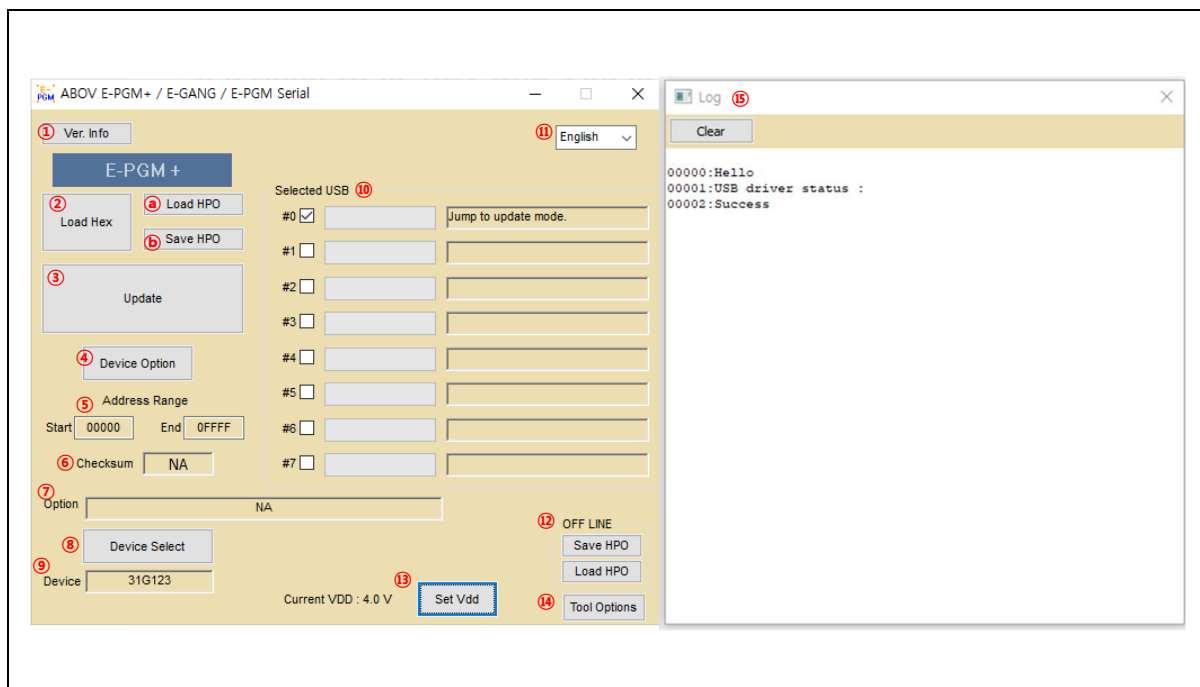 E-PGM ABOV E-PGM+ / E-GANG / E-PGM Serial
① Ver. Info
⑪ English
E-PGM +
② Load Hex
ⓐ Load HPO
ⓑ Save HPO
③ Update
④ Device Option
⑤ Address Range
Start 00000 End 0FFFF
⑥ Checksum NA
⑦ Option NA
⑧ Device Select
⑨ Device 31G123
Selected USB ⑩
#0 Jump to update mode.
#1
#2
#3
#4
#5
#6
#7
⑫ OFF LINE
Save HPO
Load HPO
Current VDD : 4.0 V
⑬ Set Vdd
⑭ Tool Options
Log ⑮
Clear
00000:Hello
00001:USB driver status :
00002:Success